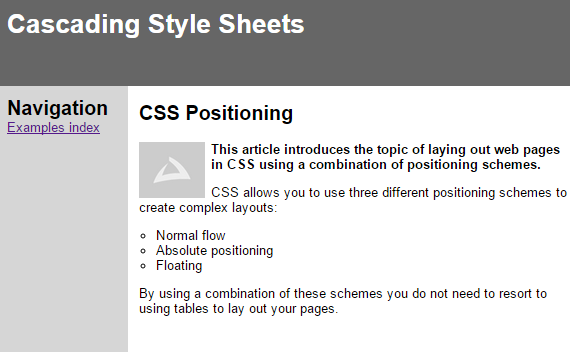 Cascading Style Sheets
Navigation
Examples index
CSS Positioning
This article introduces the topic of laying out web pages
in CSS using a combination of positioning schemes.
CSS allows you to use three different positioning schemes to
create complex layouts:
Normal flow
Absolute positioning
Floating
By using a combination of these schemes you do not need to resort to
using tables to lay out your pages.